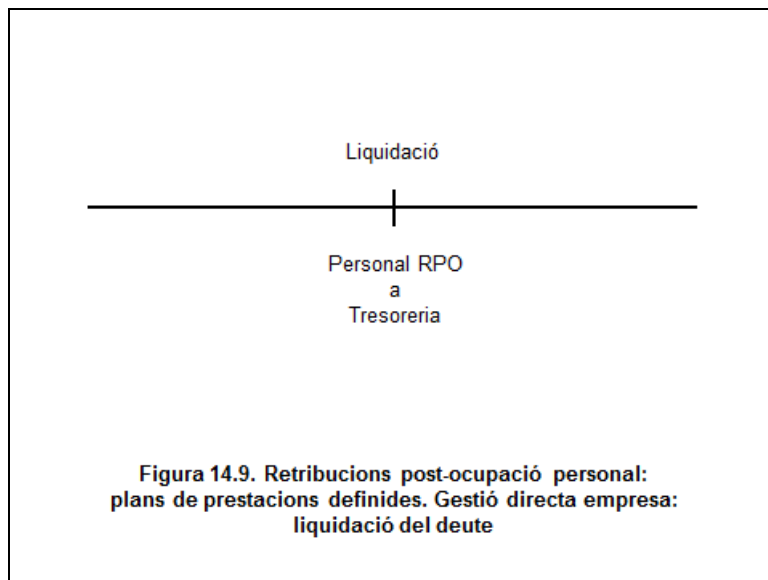 Liquidació
Personal RPO
a
Tresoreria
Figura 14.9. Retribucions post-ocupació personal:
plans de prestacions definides. Gestió directa empresa:
liquidació del deute